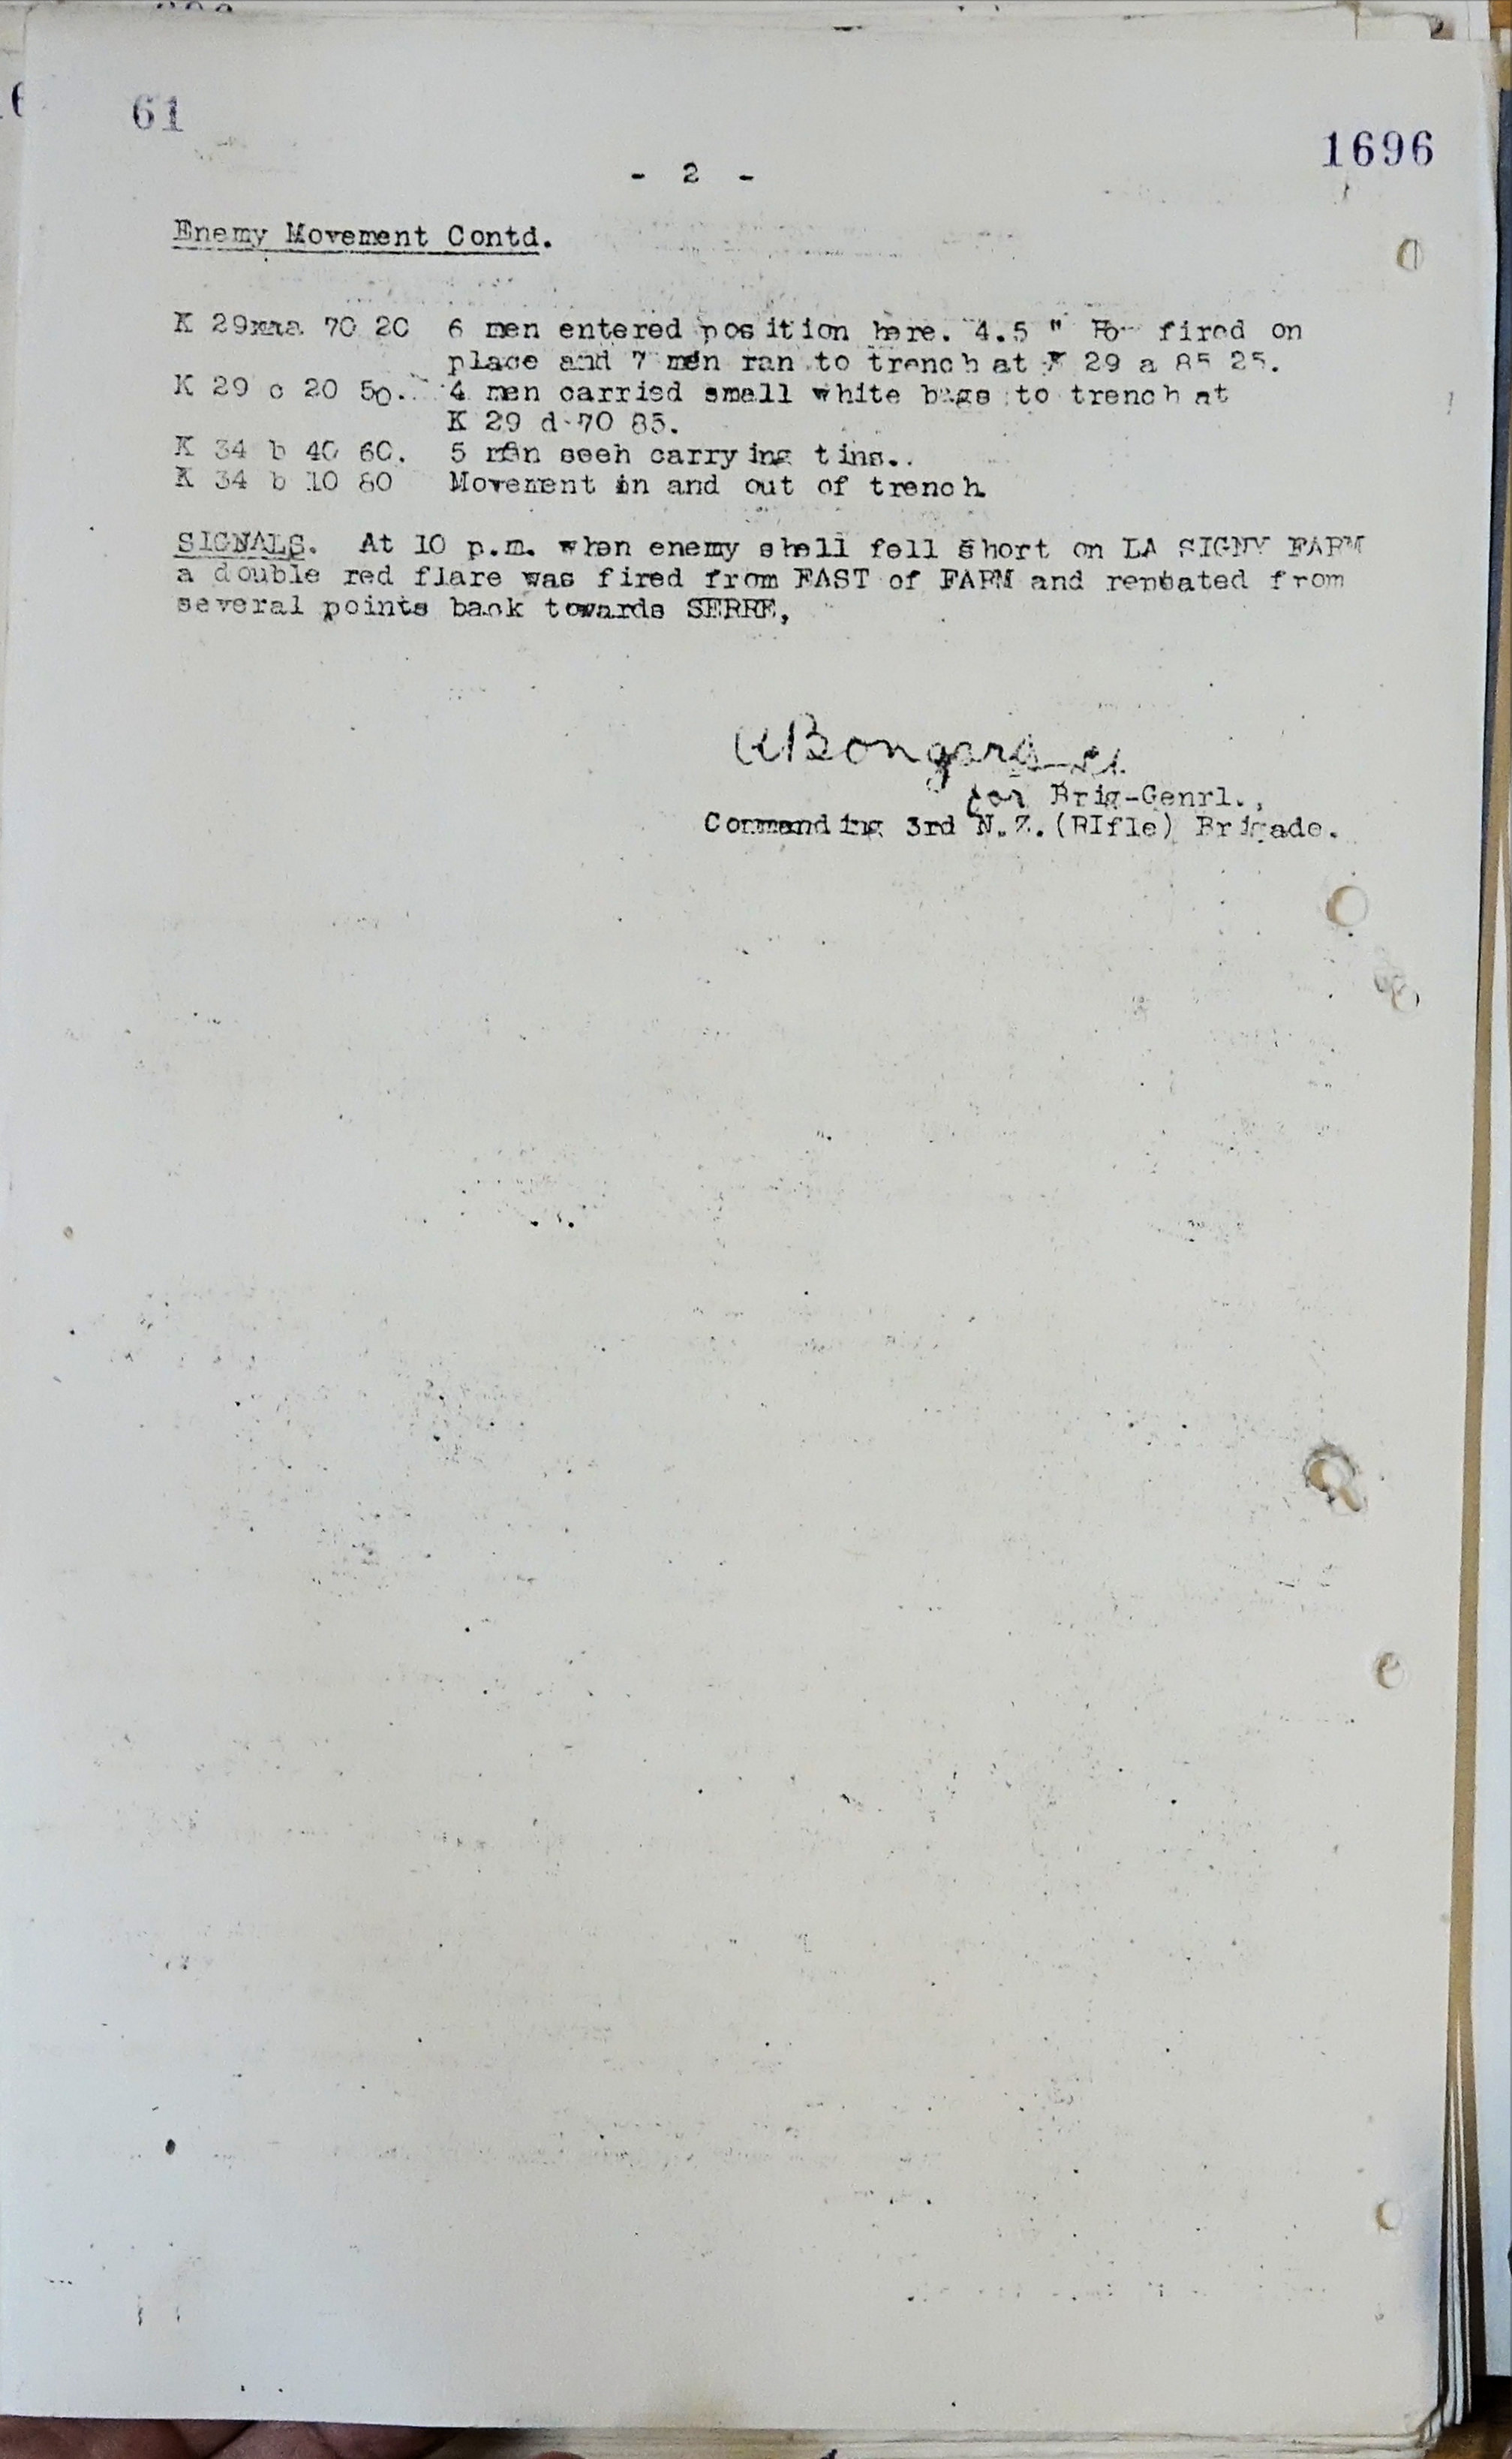 61
1696
- 2 -
Enemy Movement Contd.
K 29 a 70 20 6 men entered position here. 4.5 " How fired on
place and 7 men ran to trench at K 29 a 85 25.
K 29 c 20 50. 4 men carried small white bags to trench at
K 29 d 70 85.
K 34 b 40 60. 5 men seeh carrying tins..
K 34 b 10 80 Movement in and out of trench.
SIGNALS. At 10 p.m. when enemy shell fell short on LA SIGNY FARM
a double red flare was fired from EAST of FARM and repeated from
several points back towards SERRE,
Bongard Lt.
for Brig-Genrl.,
Commanding 3rd N.Z.(RIfle) Brigade.